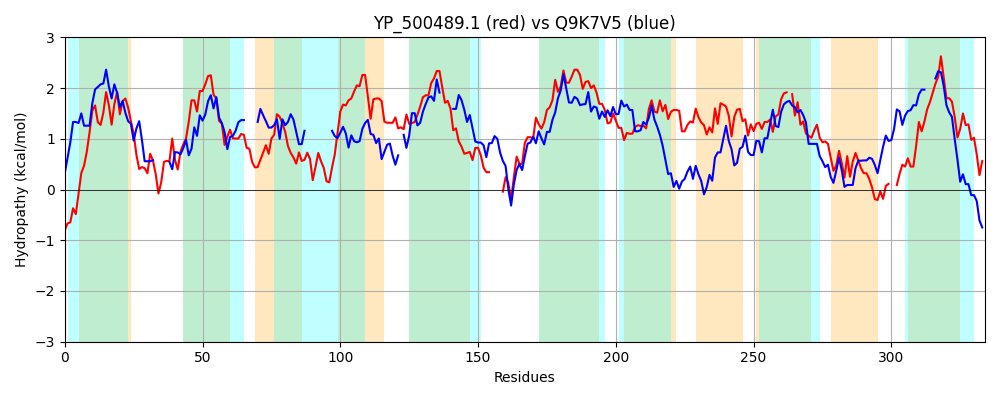 YP_500489.1 (red) vs Q9K7V5 (blue)
Hydropathy (kcal/mol)
3
2
1
0
−1
−2
−3
0 50 100 150 200 250 300
Residues